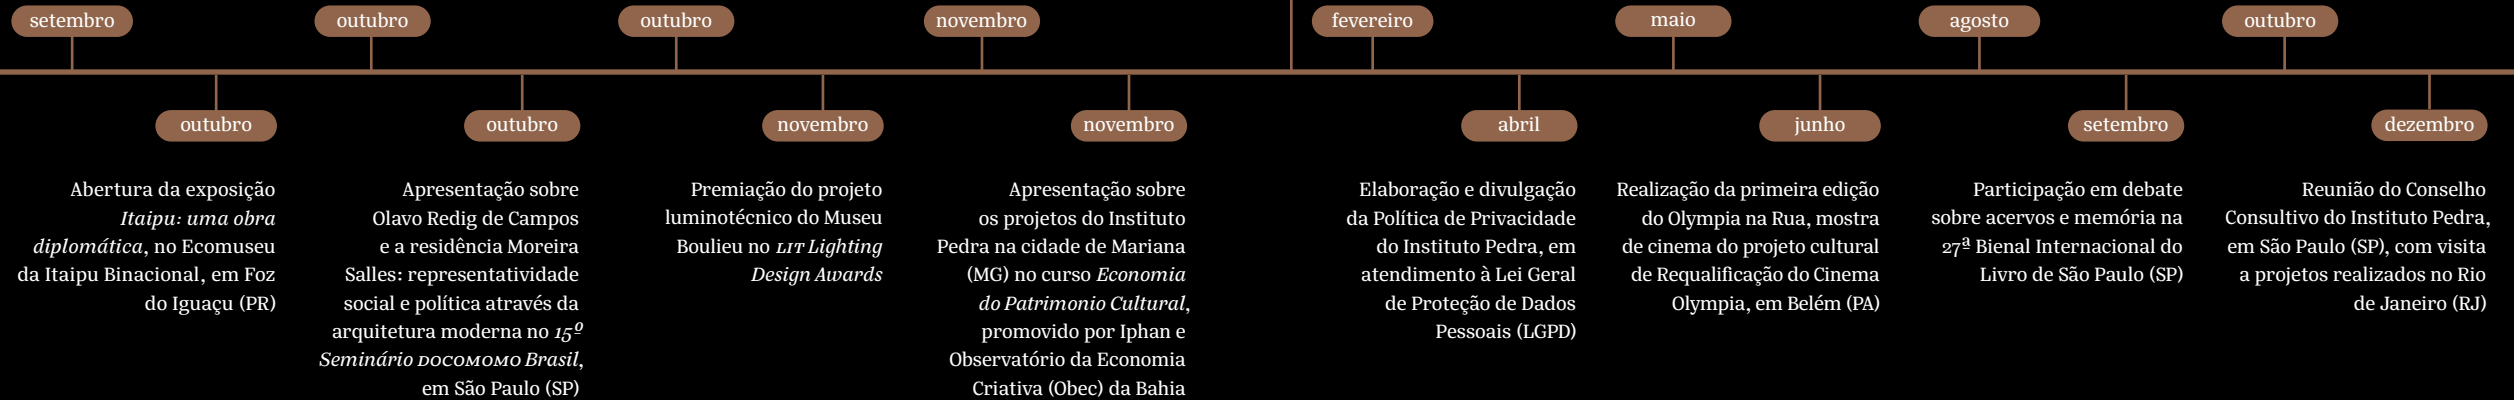 setembro
outubro
outubro
novembro
fevereiro
maio
agosto
outubro
outubro
Abertura da exposição
Itaipu: uma obra
diplomática, no Ecomuseu
da Itaipu Binacional, em Foz
do Iguaçu (PR)
outubro
Apresentação sobre
Olavo Redig de Campos
e a residência Moreira
Salles: representatividade
social e política através da
arquitetura moderna no 15º
Seminário DOCOMOMO Brasil,
em São Paulo (SP)
novembro
Premiação do projeto
luminotécnico do Museu
Boulieu no LIT Lighting
Design Awards
novembro
Apresentação sobre
os projetos do Instituto
Pedra na cidade de Mariana
(MG) no curso Economia
do Patrimonio Cultural,
promovido por Iphan e
Observatório da Economia
Criativa (Obec) da Bahia
abril
Elaboração e divulgação
da Política de Privacidade
do Instituto Pedra, em
atendimento à Lei Geral
de Proteção de Dados
Pessoais (LGPD)
junho
Realização da primeira edição
do Olympia na Rua, mostra
de cinema do projeto cultural
de Requalificação do Cinema
Olympia, em Belém (PA)
setembro
Participação em debate
sobre acervos e memória na
27ª Bienal Internacional do
Livro de São Paulo (SP)
dezembro
Reunião do Conselho
Consultivo do Instituto Pedra,
em São Paulo (SP), com visita
a projetos realizados no Rio
de Janeiro (RJ)